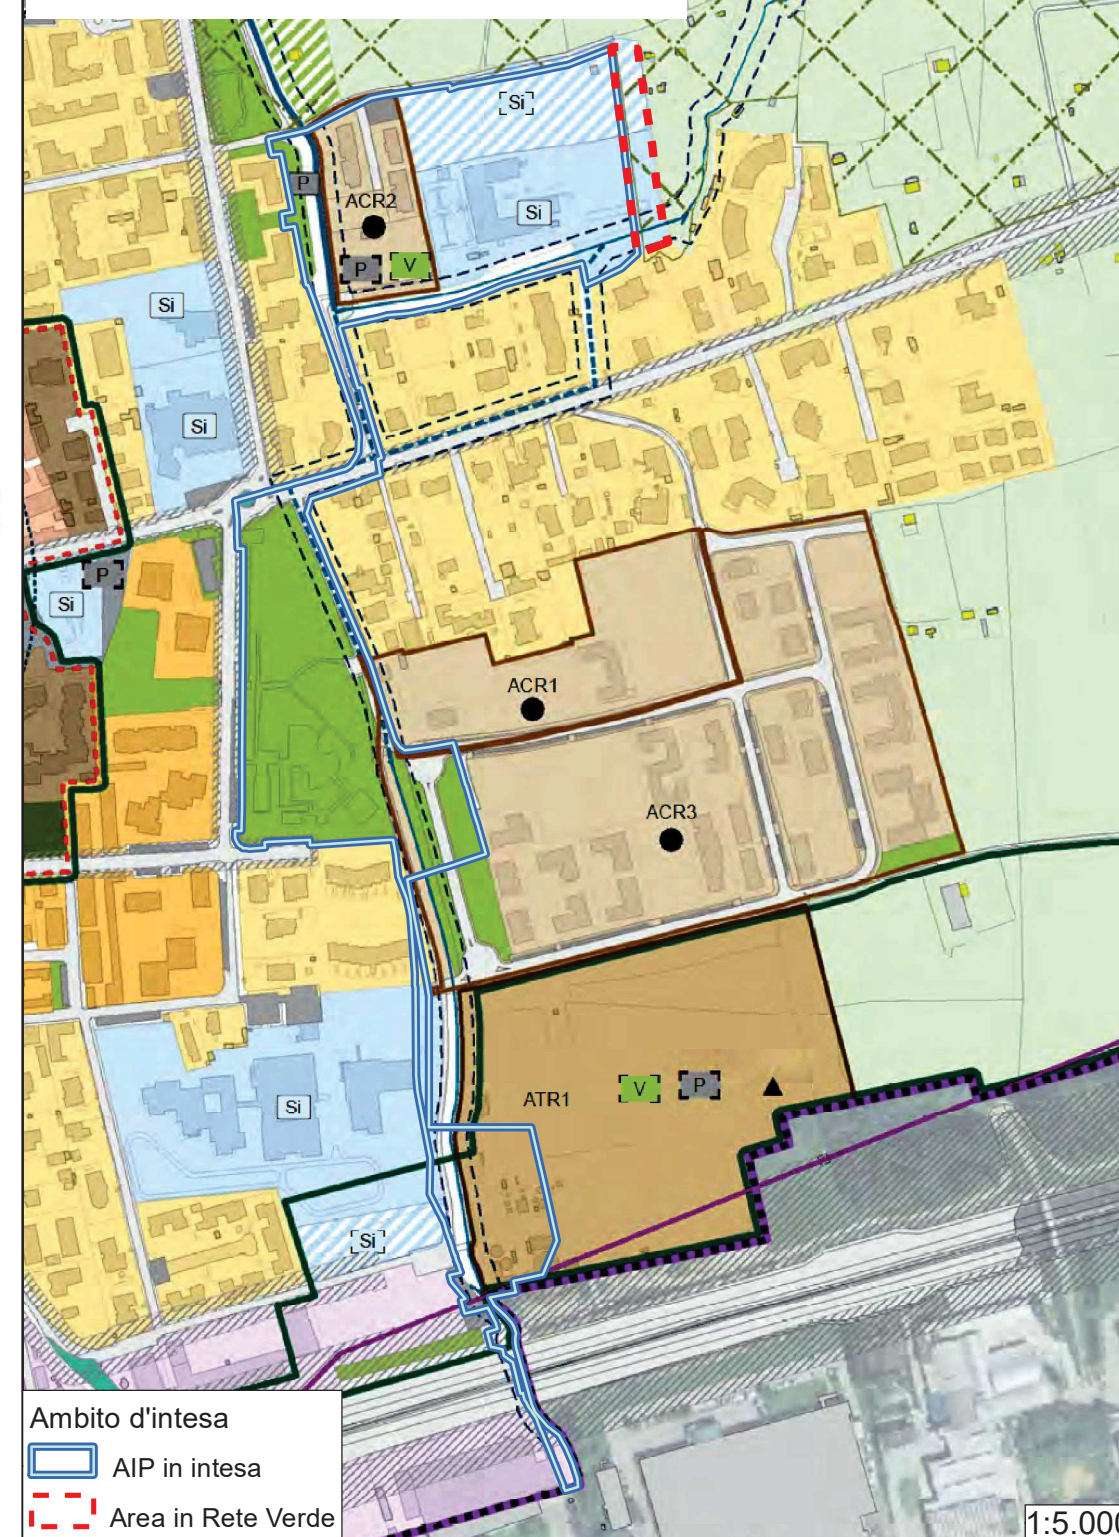 [Si]
P
ACR2
Si
P
V
Si
Si
P
Si
ACR1
ACR3
ATR1
V
P
Si
[Si]
Ambito d'intesa
AIP in intesa
Area in Rete Verde
1:5.000